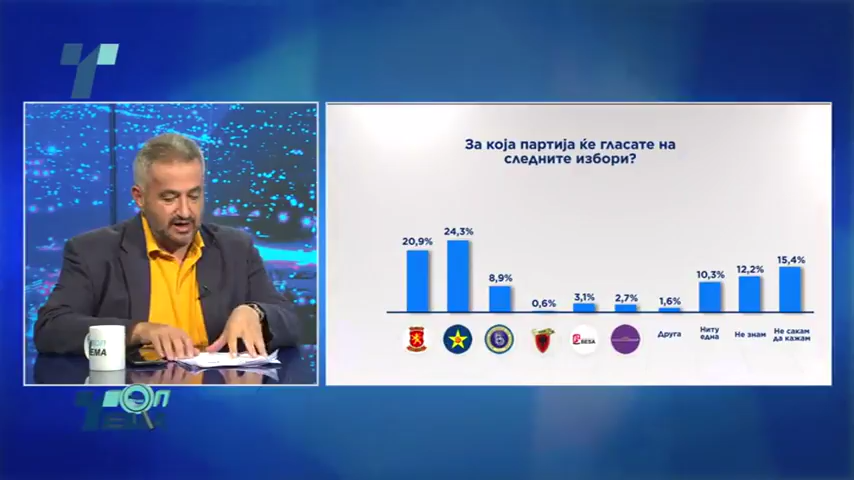 За која партија ќе гласате на
следните избори?
20,9%
24,3%
8,9%
0,6%
3,1%
2,7%
1,6%
10,3%
12,2%
15,4%
BESA
Друга
Ниту
една
Не знам
Не сакам
да кажам
ТОП
ТЕМА